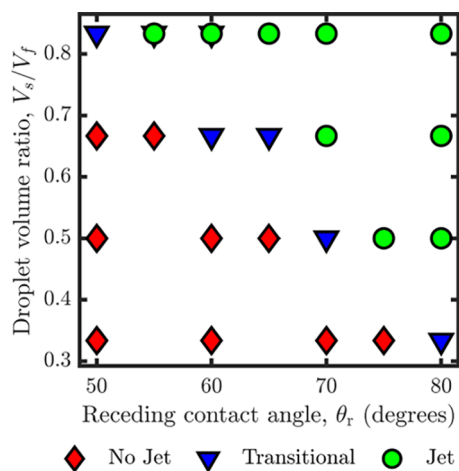 Droplet volume ratio, V_s/V_f
0.8
0.7
0.6
0.5
0.4
0.3
50 60 70 80
Receding contact angle, θ_r (degrees)
No Jet Transitional Jet